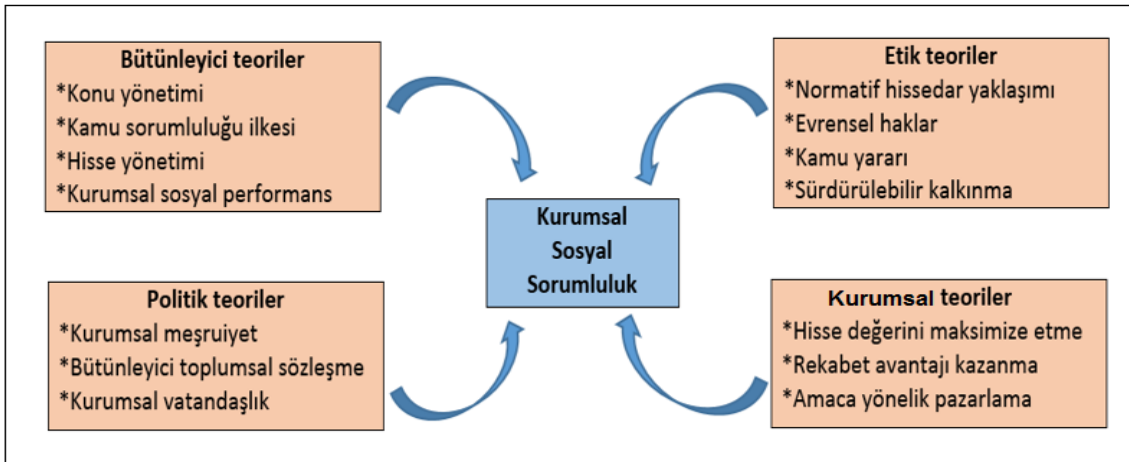 Bütünleyici teoriler
*Konu yönetimi
*Kamu sorumluluğu ilkesi
*Hisse yönetimi
*Kurumsal sosyal performans
Etik teoriler
*Normatif hissedar yaklaşımı
*Evrensel haklar
*Kamu yararı
*Sürdürülebilir kalkınma
Kurumsal
Sosyal
Sorumluluk
Politik teoriler
*Kurumsal meşruiyet
*Bütünleyici toplumsal sözleşme
*Kurumsal vatandaşlık
Kurumsal teoriler
*Hisse değerini maksimize etme
*Rekabet avantajı kazanma
*Amaca yönelik pazarlama